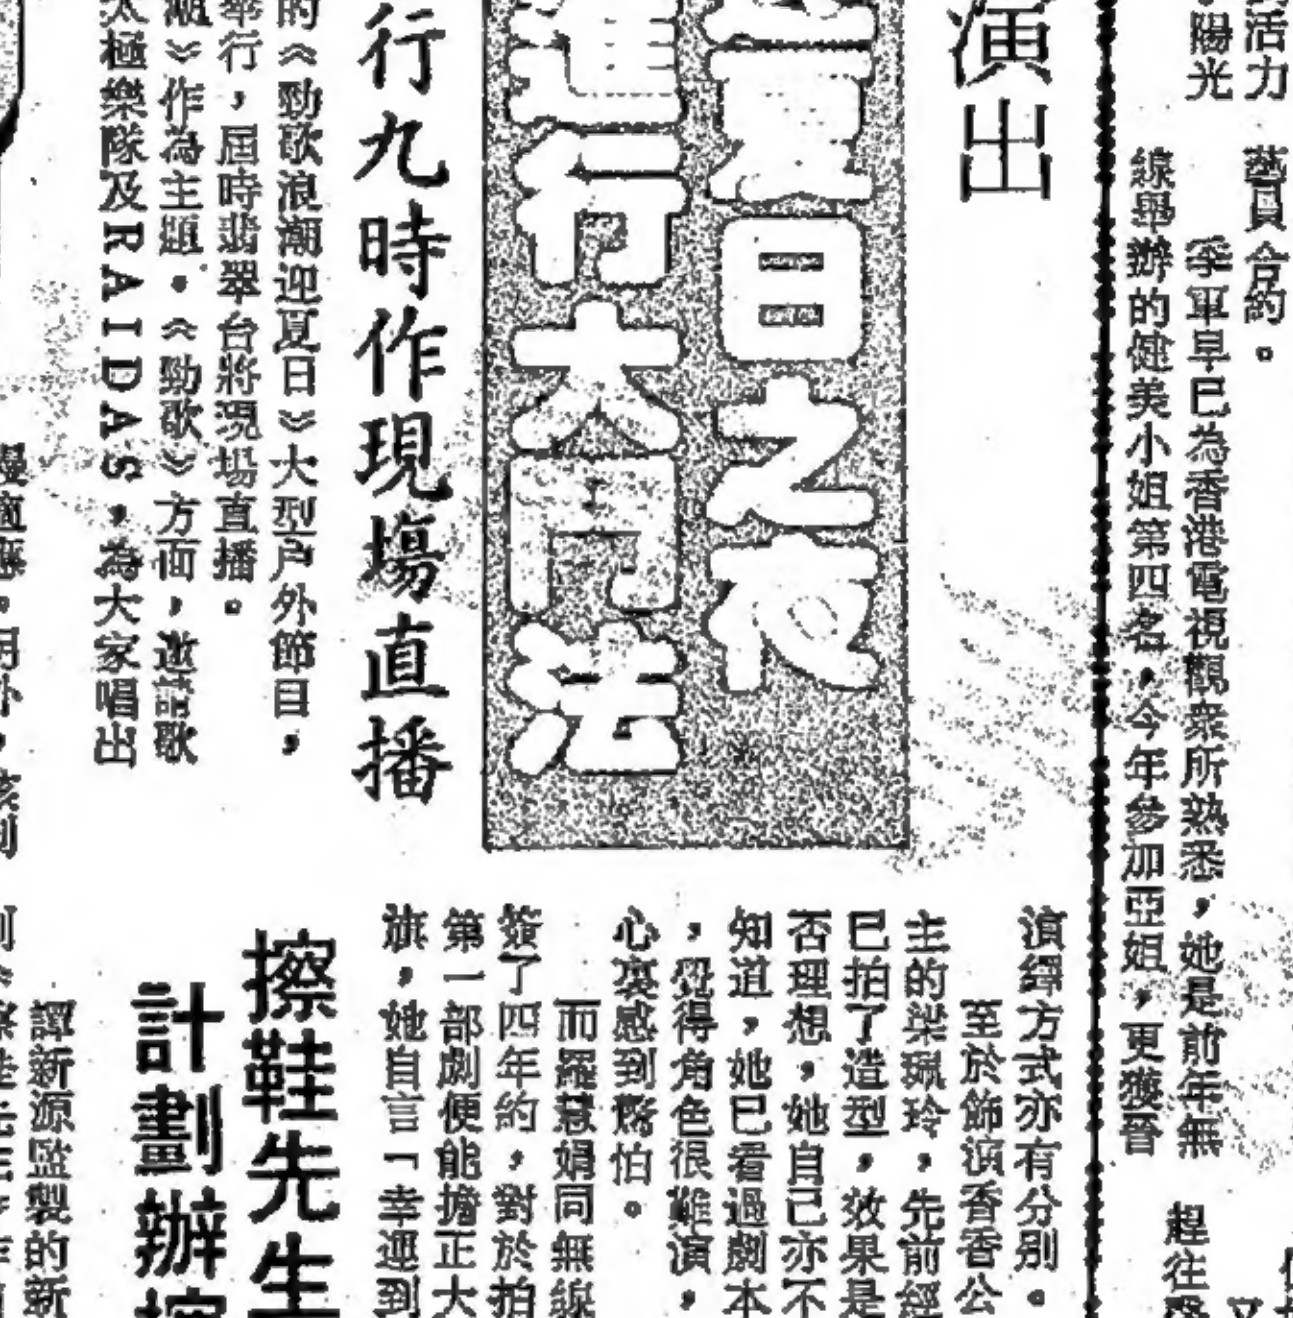 活力
陽光
藝員合約。
季軍早已為香港電視觀眾所熟悉,她是前年無
線舉辦的健美小姐第四名,今年參加亞姐,更獲晉
趕往
演出
夏日之夜
進行大鬥法
行九時作現場直播
的《勁歌浪潮迎夏日》大型戶外節目,
舉行,屆時翡翠台將現場直播。
潮》作為主題。《勁歌》方面,邀請歌
太極樂隊及RAIDAS,為大家唱出
演繹方式亦有分別。
至於飾演香香公
主的梁珮玲,先前經
已拍了造型,效果是
否理想,她自己亦不
知道,她已看過劇本
,覺得角色很難演,
心裏感到驚怕。
而羅慧娟同無線
簽了四年約,對於拍
第一部劇便能擔正大
旗,她自言「幸運到
擦鞋先生
計劃辦擦
譚新源監製的新